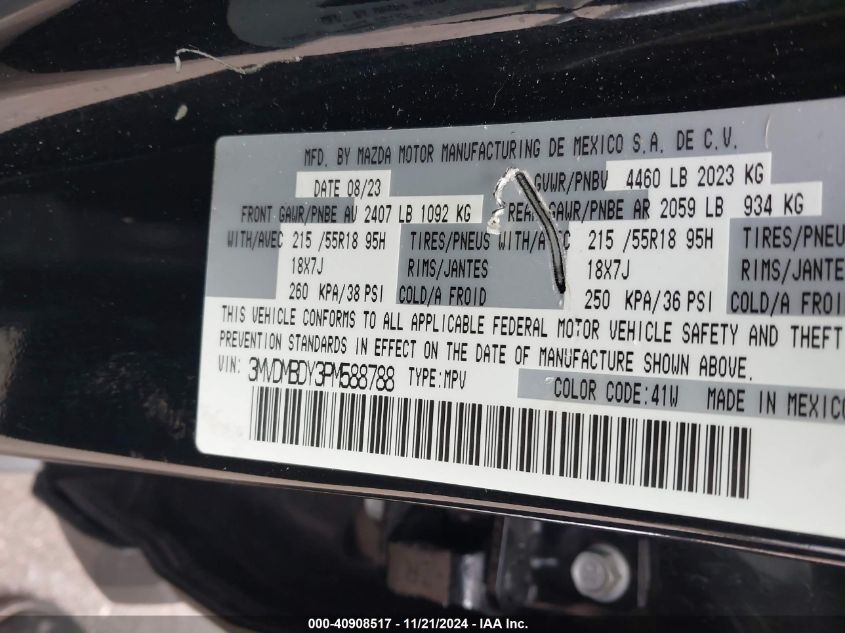 MFD. BY MAZDA MOTOR MANUFACTURING DE MEXICO S.A. DE C.V.
DATE 08/23 GVWR/PNBV 4460 LB 2023 KG
FRONT GAWR/PNBE AV 2407 LB 1092 KG REAR GAWR/PNBE AR 2059 LB 934 KG
WITH/AVEC 215 /55R18 95H TIRES/PNEUS WITH/AVEC 215 /55R18 95H TIRES/PNEU
18X7J RIMS/JANTES 18X7J RIMS/JANTES
260 KPA/38 PSI COLD/A FROID 250 KPA/36 PSI COLD/A FROI
THIS VEHICLE CONFORMS TO ALL APPLICABLE FEDERAL MOTOR VEHICLE SAFETY AND THEFT
PREVENTION STANDARDS IN EFFECT ON THE DATE OF MANUFACTURE SHOWN ABOVE.
VIN: 3MVDMBDY3PM588788 TYPE:MPV
COLOR CODE:41W MADE IN MEXICO
000-40908517 - 11/21/2024 - IAA Inc.